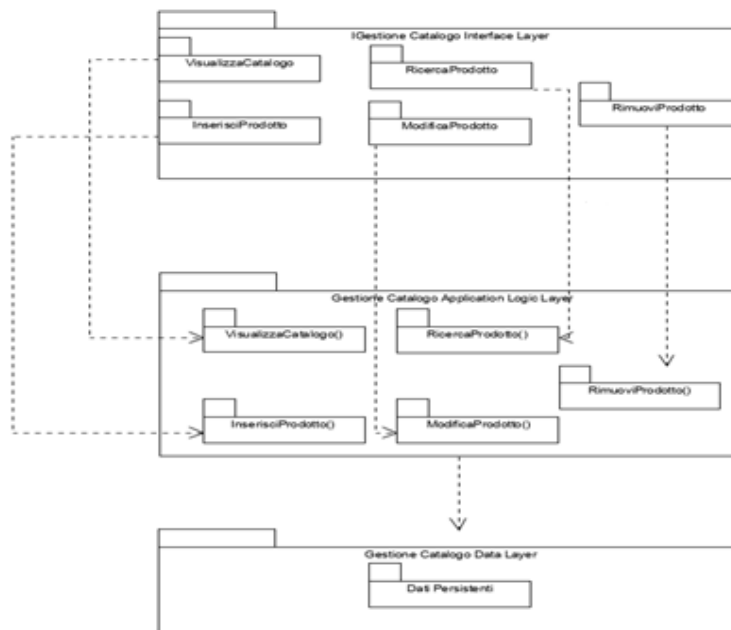 IGestione Catalogo Interface Layer
VisualizzaCatalogo
RicercaProdotto
RimuoviProdotto
InserisciProdotto
ModificaProdotto
Gestione Catalogo Application Logic Layer
VisualizzaCatalogo()
RicercaProdotto()
RimuoviProdotto()
InserisciProdotto()
ModificaProdotto()
Gestione Catalogo Data Layer
Dati Persistenti